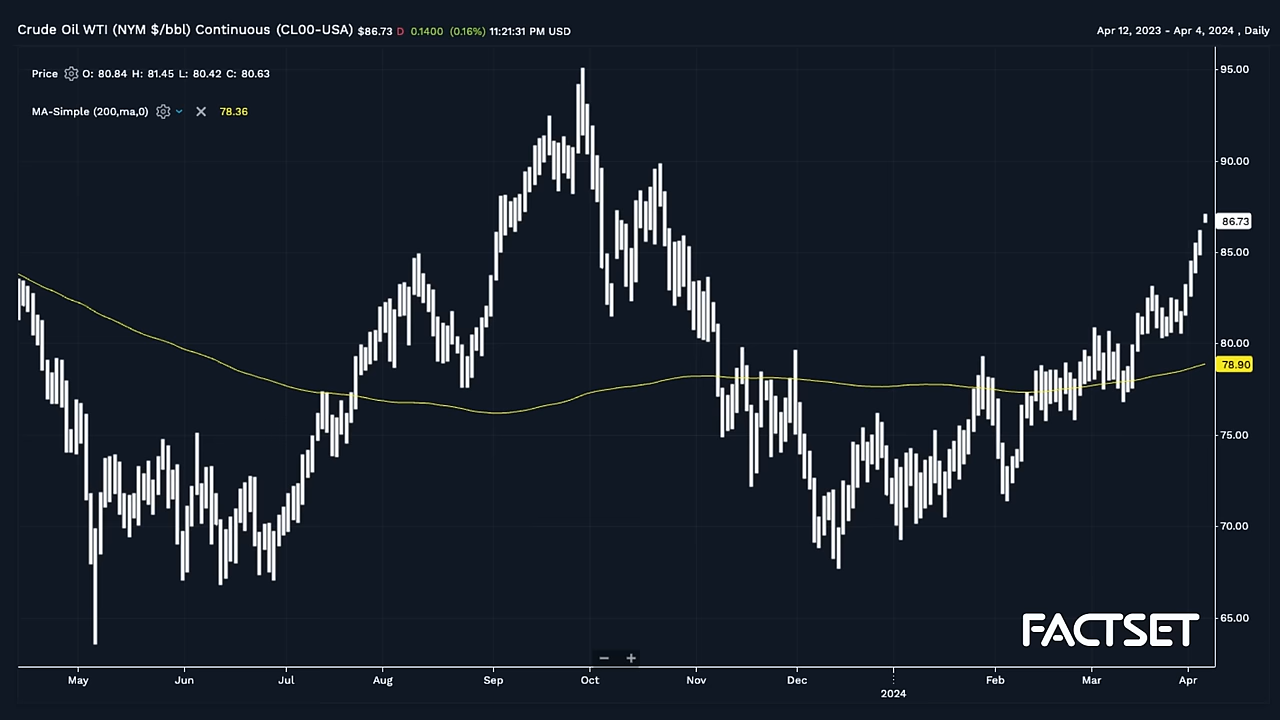 Crude Oil WTI (NYM $/bbl) Continuous (CL00-USA) $86.73 D 0.1400 (0.16%) 11:21:31 PM USD
Apr 12, 2023 - Apr 4, 2024 , Daily
Price O: 80.84 H: 81.45 L: 80.42 C: 80.63
MA-Simple (200,ma,0) 78.36
95.00
90.00
86.73
85.00
80.00
78.90
75.00
70.00
65.00
FACTSET
May Jun Jul Aug Sep Oct Nov Dec 2024 Feb Mar Apr